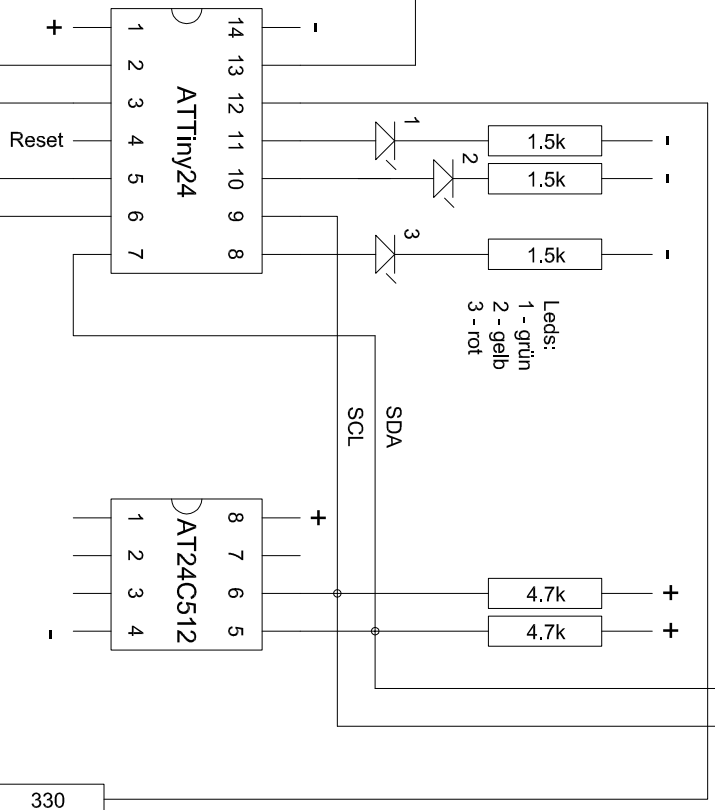 + 1 14 -
2 13
3 12
Reset 4 11 1 1.5k -
5 10 2 1.5k -
6 9
7 8 3 1.5k -
ATTiny24
Leds:
1 - grün
2 - gelb
3 - rot
SCL
SDA
1 8 +
2 7
3 6 4.7k +
- 4 5 4.7k +
AT24C512
330